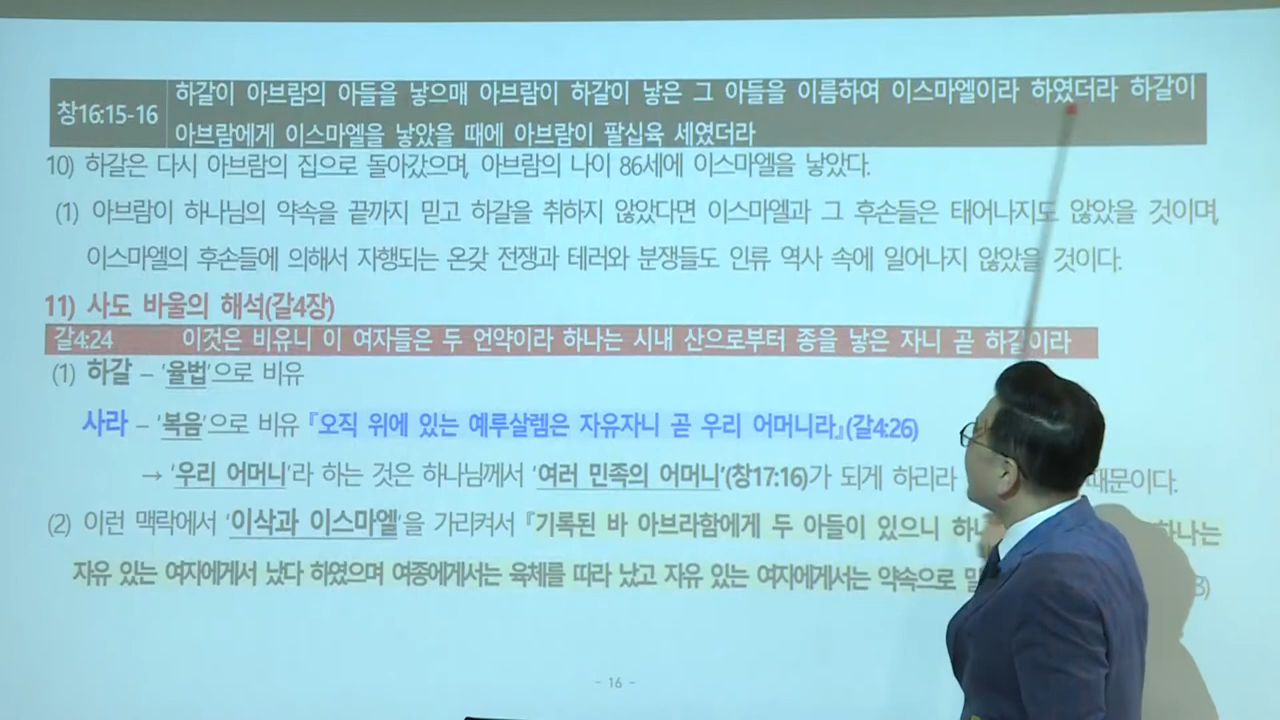 창16:15-16 하갈이 아브람의 아들을 낳으매 아브람이 하갈이 낳은 그 아들을 이름하여 이스마엘이라 하였더라 하갈이
아브람에게 이스마엘을 낳았을 때에 아브람이 팔십육 세였더라
10) 하갈은 다시 아브람의 집으로 돌아갔으며, 아브람의 나이 86세에 이스마엘을 낳았다.
(1) 아브람이 하나님의 약속을 끝까지 믿고 하갈을 취하지 않았다면 이스마엘과 그 후손들은 태어나지도 않았을 것이며,
이스마엘의 후손들에 의해서 자행되는 온갖 전쟁과 테러와 분쟁들도 인류 역사 속에 일어나지 않았을 것이다.
11) 사도 바울의 해석(갈4장)
갈4:24 이것은 비유니 이 여자들은 두 언약이라 하나는 시내 산으로부터 종을 낳은 자니 곧 하갈이라
(1) 하갈 – '율법'으로 비유
사라 – '복음'으로 비유 『오직 위에 있는 예루살렘은 자유자니 곧 우리 어머니라』(갈4:26)
→ '우리 어머니'라 하는 것은 하나님께서 '여러 민족의 어머니'(창17:16)가 되게 하리라 때문이다.
(2) 이런 맥락에서 '이삭과 이스마엘'을 가리켜서 『기록된 바 아브라함에게 두 아들이 있으니 하나는
자유 있는 여자에게서 났다 하였으며 여종에게서는 육체를 따라 났고 자유 있는 여자에게서는 약속으로
- 16 -